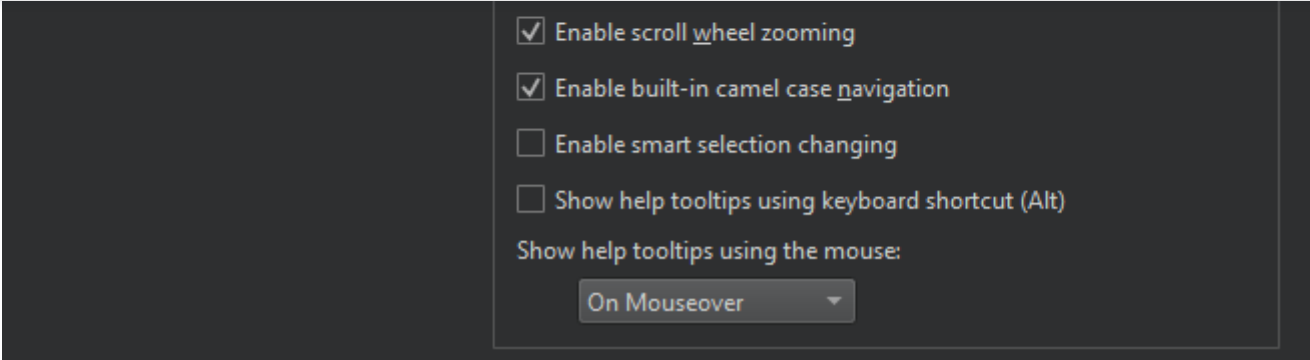 Enable scroll wheel zooming
Enable built-in camel case navigation
Enable smart selection changing
Show help tooltips using keyboard shortcut (Alt)
Show help tooltips using the mouse:
On Mouseover